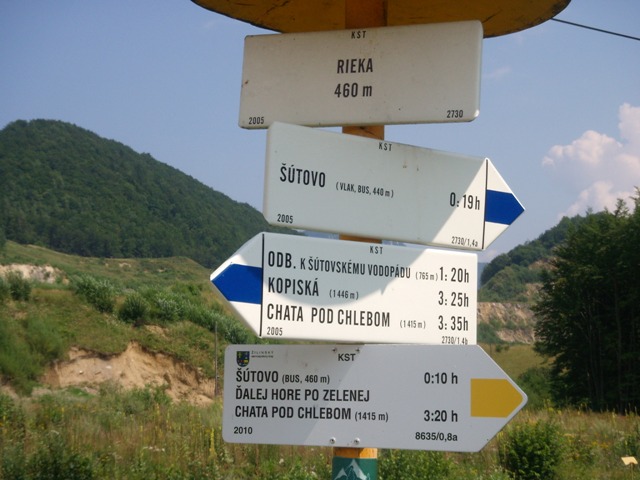 KST
RIEKA
460 m
2005 2730
KST
ŠÚTOVO (VLAK, BUS, 440 m) 0:19h
2005 2730/1,4a
KST
ODB. K ŠÚTOVSKÉMU VODOPÁDU (765 m) 1:20h
KOPISKÁ (1446 m) 3:25h
CHATA POD CHLEBOM (1415 m) 3:35h
2005 2730/1 4b
KST
ŠÚTOVO (BUS, 460 m) 0:10 h
ĎALEJ HORE PO ZELENEJ
CHATA POD CHLEBOM (1415 m) 3:20 h
2010 8635/0,8a